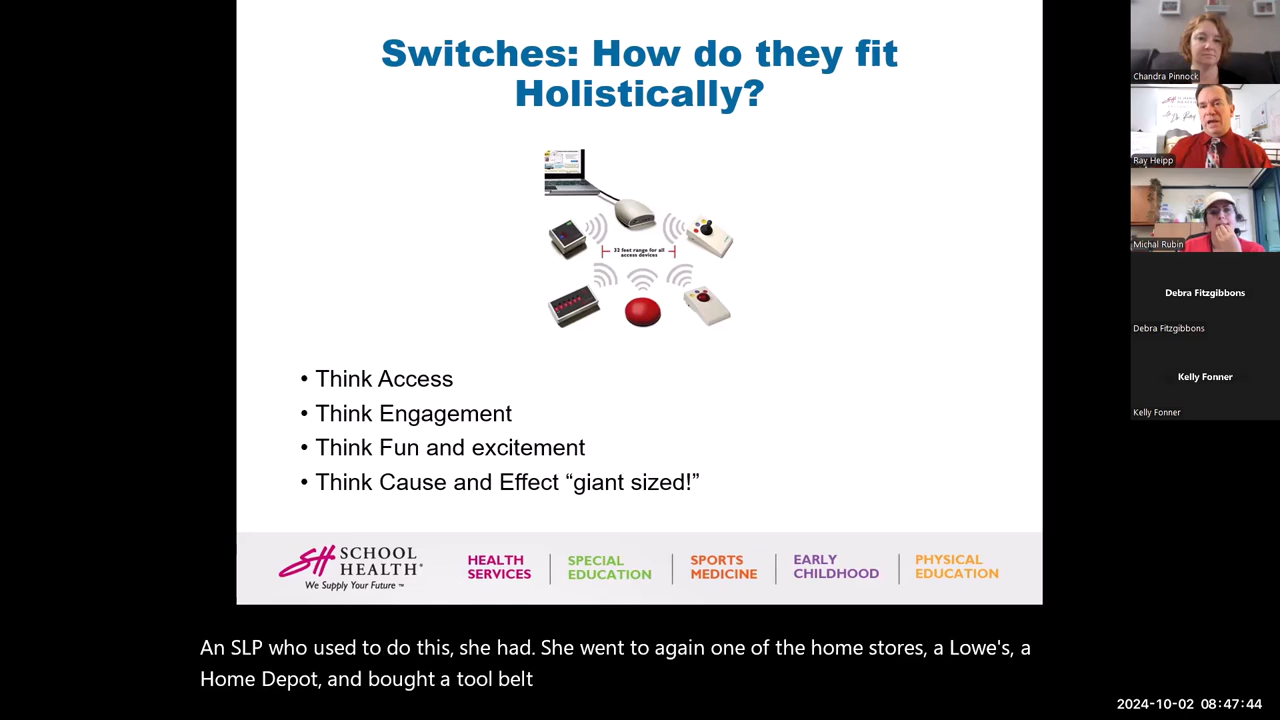 Switches: How do they fit
Holistically?
32 feet range for all
access devices
• Think Access
• Think Engagement
• Think Fun and excitement
• Think Cause and Effect “giant sized!”
SH SCHOOL
HEALTH®
We Supply Your Future ™
HEALTH
SERVICES
SPECIAL
EDUCATION
SPORTS
MEDICINE
EARLY
CHILDHOOD
PHYSICAL
EDUCATION
Chandra Pinnock
Ray Heipp
Michal Rubin
Debra Fitzgibbons
Debra Fitzgibbons
Kelly Fonner
Kelly Fonner
An SLP who used to do this, she had. She went to again one of the home stores, a Lowe's, a
Home Depot, and bought a tool belt
2024-10-02 08:47:44